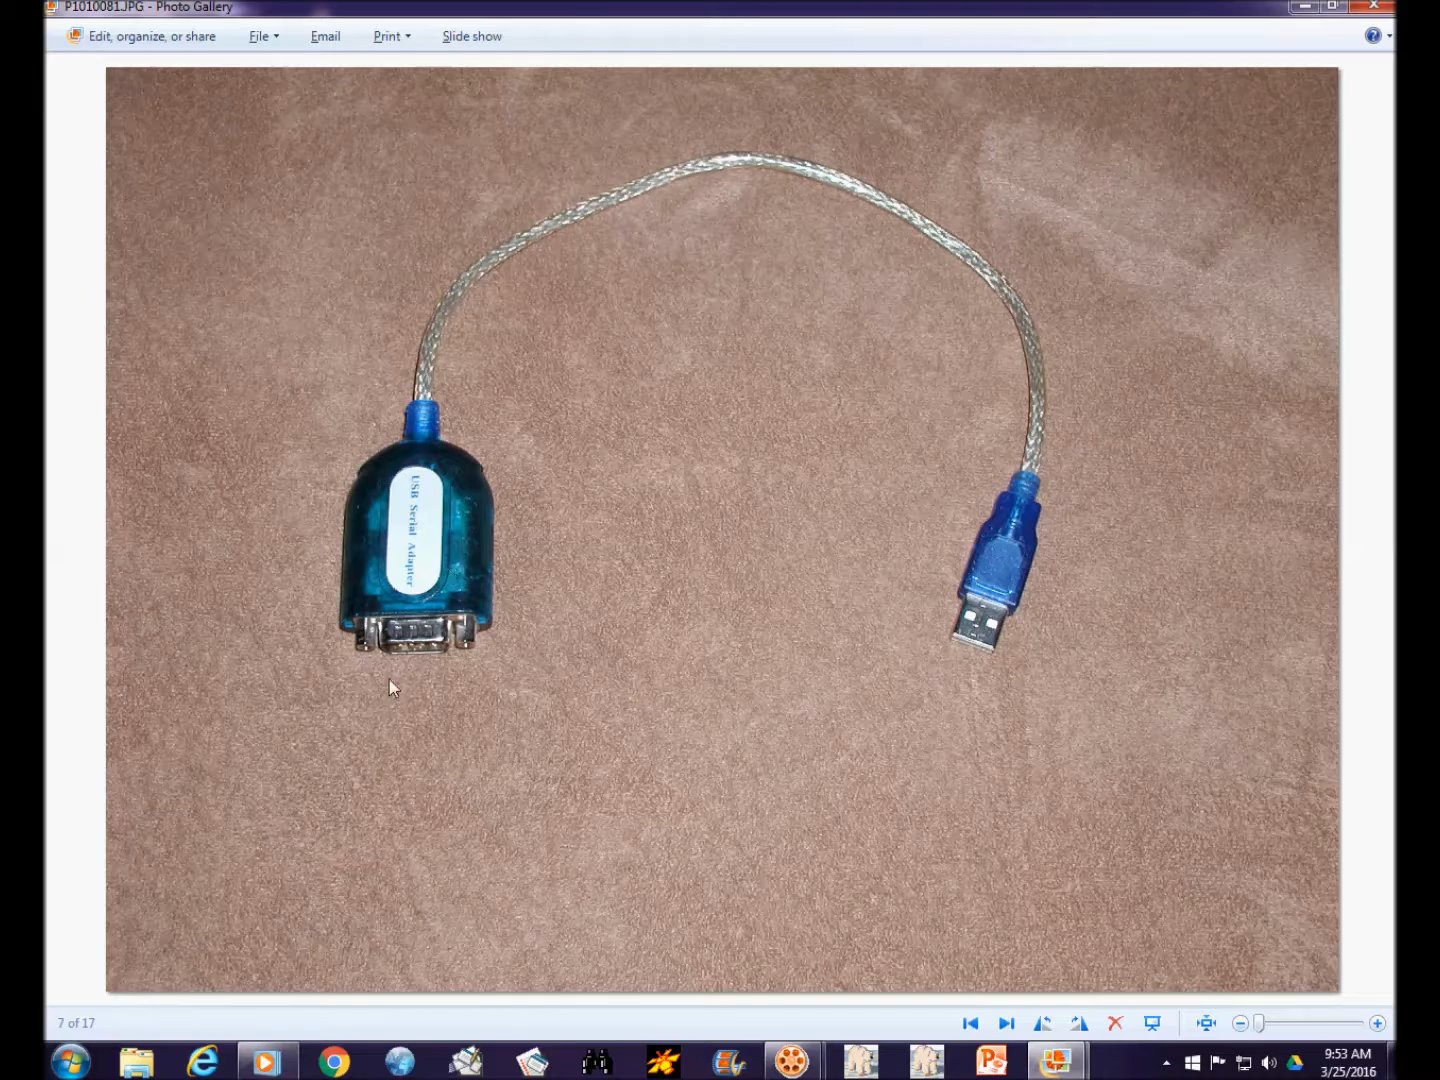 P1010081.JPG - Photo Gallery
Edit, organize, or share File Email Print Slide show
USB Serial Adapter
7 of 17
9:53 AM
3/25/2016